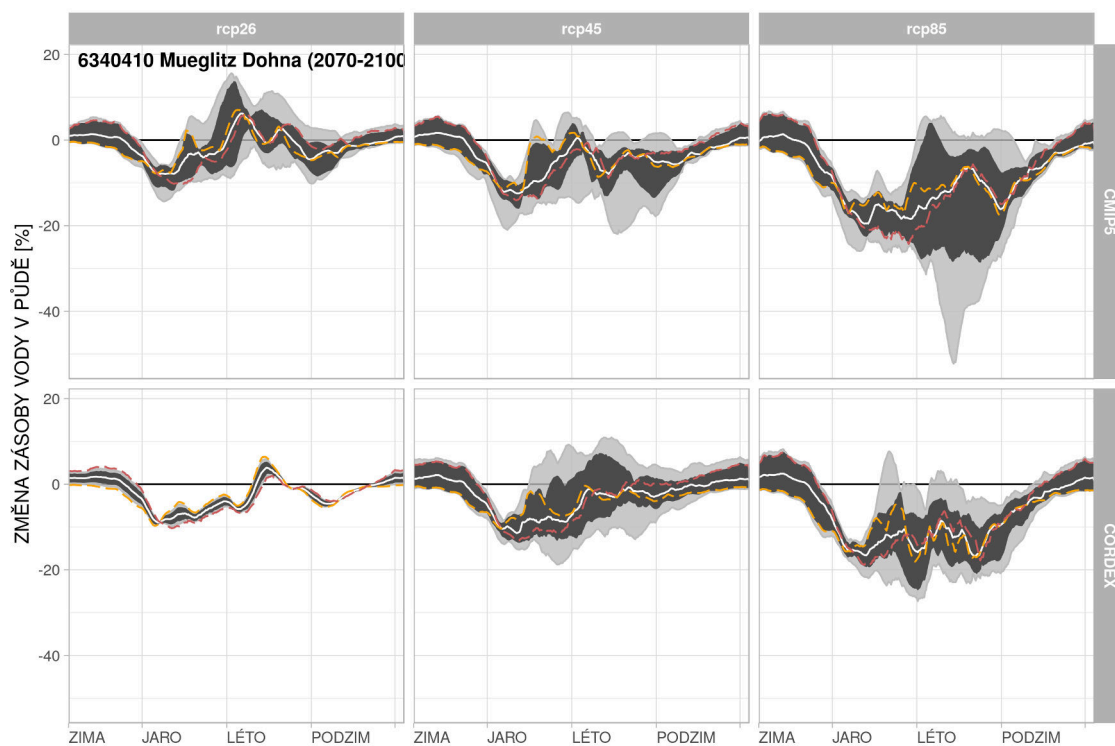 rcp26 rcp45 rcp85
6340410 Mueglitz Dohna (2070-2100
20
0
-20
-40
CMIP5
ZMĚNA ZÁSOBY VODY V PŮDĚ [%]
20
0
-20
-40
CORDEX
ZIMA JARO LÉTO PODZIM ZIMA JARO LÉTO PODZIM ZIMA JARO LÉTO PODZIM